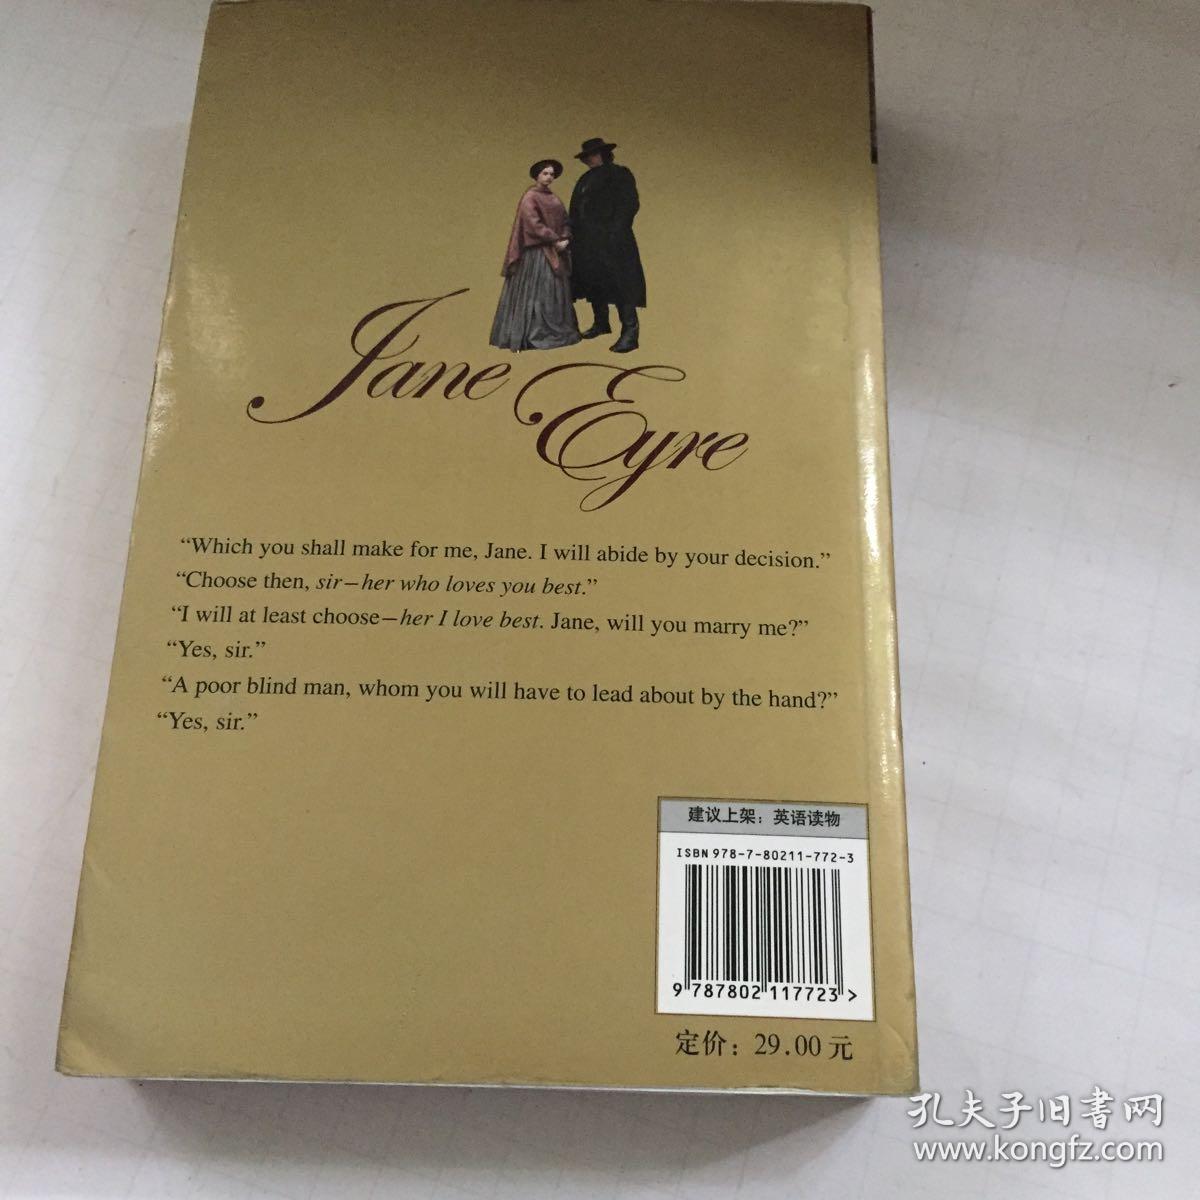 Jane Eyre
“Which you shall make for me, Jane. I will abide by your decision.”
“Choose then, sir—her who loves you best.”
“I will at least choose—her I love best. Jane, will you marry me?”
“Yes, sir.”
“A poor blind man, whom you will have to lead about by the hand?”
“Yes, sir.”
建议上架：英语读物
ISBN 978-7-80211-772-3
9 787802 117723 >
定价：29.00 元
孔夫子旧书网
www.kongfz.com